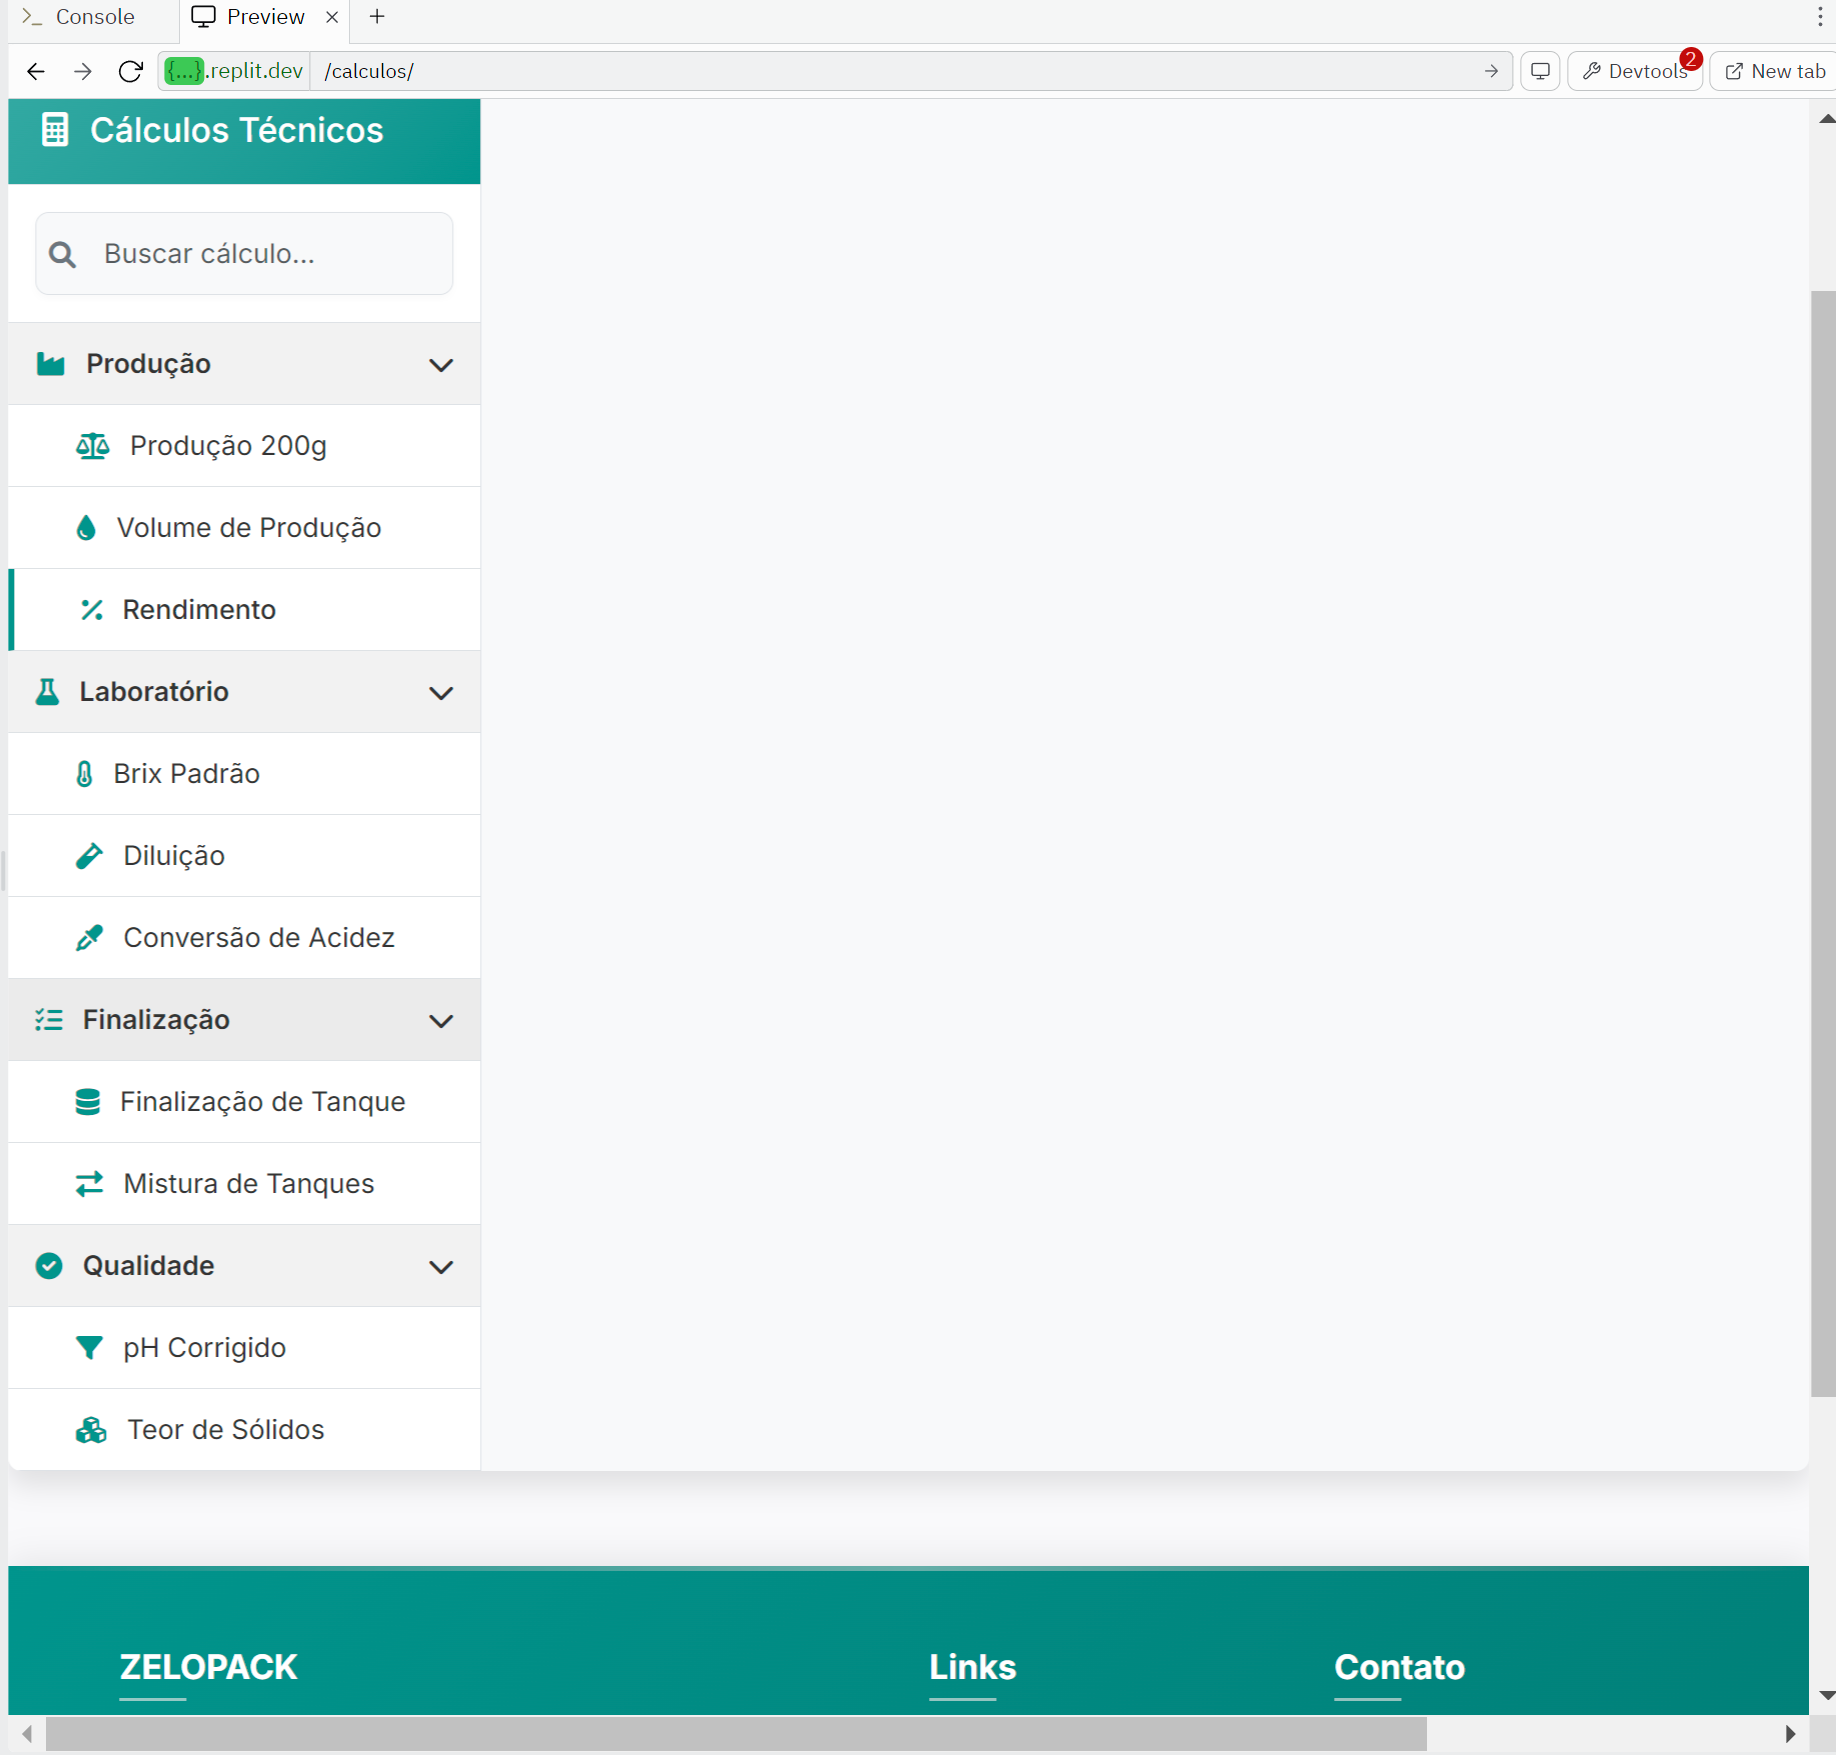 Console
Preview
{...}.replit.dev /calculos/
Devtools
2
New tab
Cálculos Técnicos
Buscar cálculo...
Produção
Produção 200g
Volume de Produção
Rendimento
Laboratório
Brix Padrão
Diluição
Conversão de Acidez
Finalização
Finalização de Tanque
Mistura de Tanques
Qualidade
pH Corrigido
Teor de Sólidos
ZELOPACK
Links
Contato